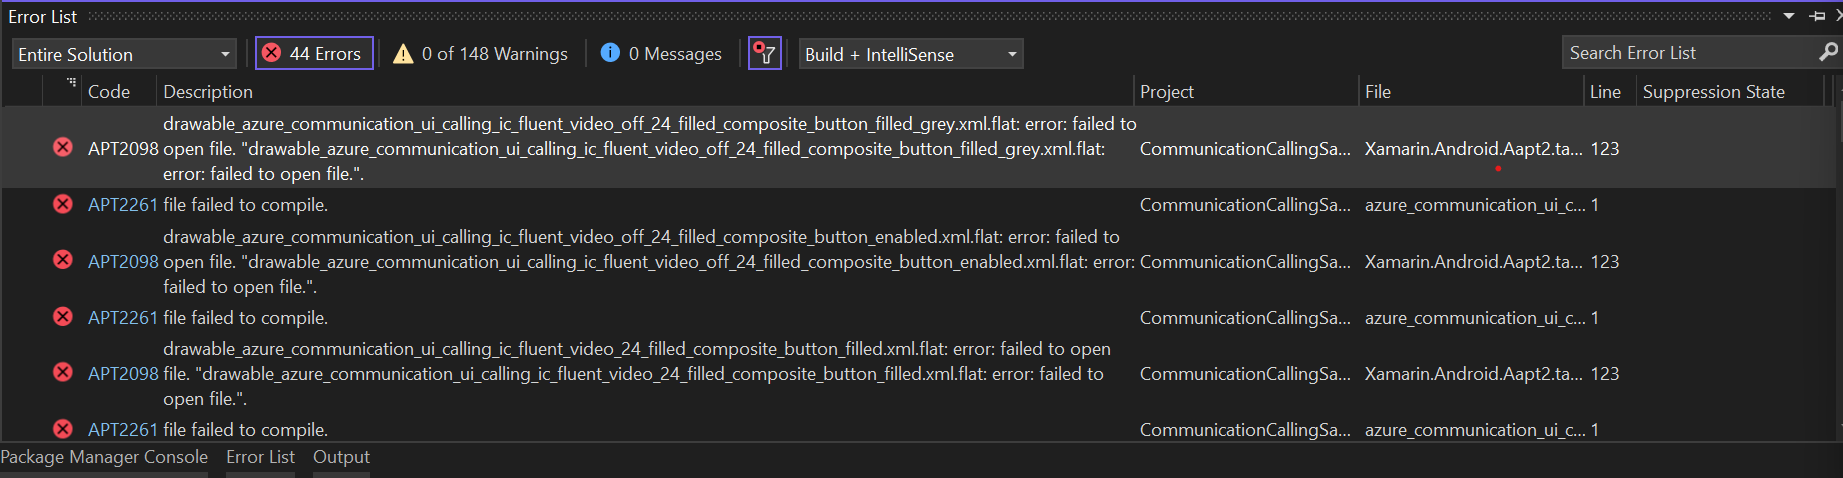 Error List
Entire Solution
44 Errors
0 of 148 Warnings
0 Messages
Build + IntelliSense
Search Error List
Code Description Project File Line Suppression State
APT2098 drawable_azure_communication_ui_calling_ic_fluent_video_off_24_filled_composite_button_filled_grey.xml.flat: error: failed to
open file. "drawable_azure_communication_ui_calling_ic_fluent_video_off_24_filled_composite_button_filled_grey.xml.flat:
error: failed to open file.".
CommunicationCallingSa... Xamarin.Android.Aapt2.ta... 123
APT2261 file failed to compile. CommunicationCallingSa... azure_communication_ui_c... 1
APT2098 drawable_azure_communication_ui_calling_ic_fluent_video_off_24_filled_composite_button_enabled.xml.flat: error: failed to
open file. "drawable_azure_communication_ui_calling_ic_fluent_video_off_24_filled_composite_button_enabled.xml.flat: error:
failed to open file.".
CommunicationCallingSa... Xamarin.Android.Aapt2.ta... 123
APT2261 file failed to compile. CommunicationCallingSa... azure_communication_ui_c... 1
APT2098 drawable_azure_communication_ui_calling_ic_fluent_video_24_filled_composite_button_filled.xml.flat: error: failed to open
file. "drawable_azure_communication_ui_calling_ic_fluent_video_24_filled_composite_button_filled.xml.flat: error: failed to
open file.".
CommunicationCallingSa... Xamarin.Android.Aapt2.ta... 123
APT2261 file failed to compile. CommunicationCallingSa... azure_communication_ui_c... 1
Package Manager Console Error List Output